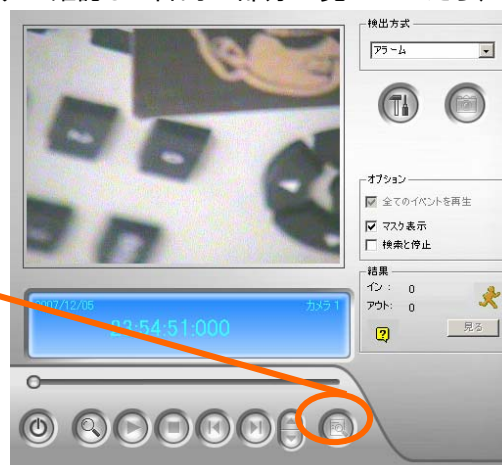 検出方式
アラーム
オプション
全てのイベントを再生
マスク表示
検索と停止
結果
イン： 0
アウト： 0
見る
2007/12/05 カメラ 1
23:54:51:000